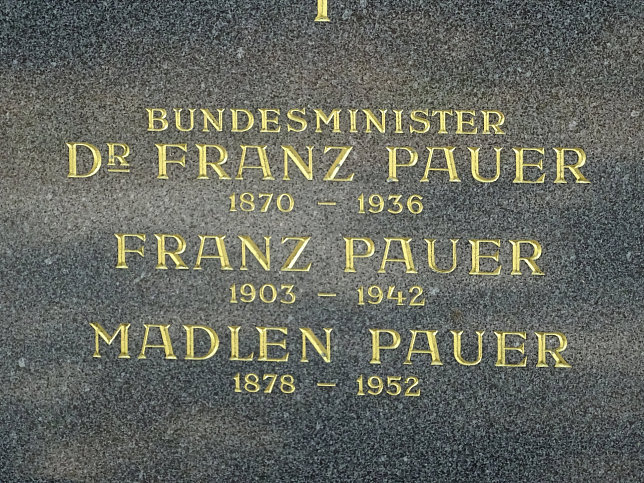 BUNDESMINISTER
DR FRANZ PAUER
1870 – 1936
FRANZ PAUER
1903 – 1942
MADLEN PAUER
1878 – 1952